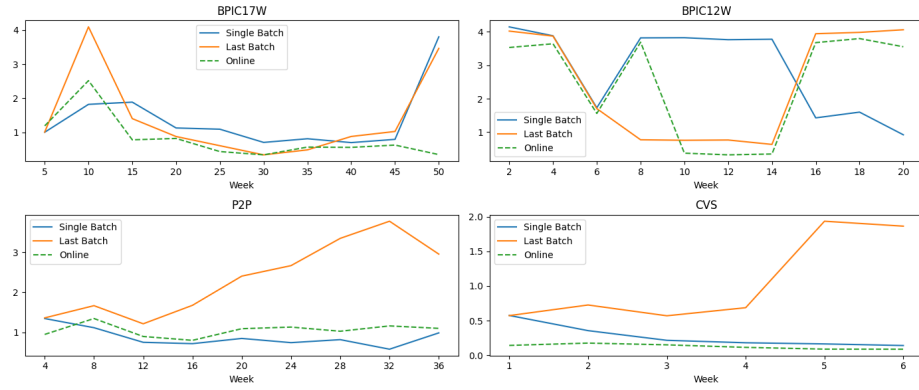 BPIC17W
4
3
2
1
Single Batch
Last Batch
Online
5 10 15 20 25 30 35 40 45 50
Week
BPIC12W
4
3
2
1
Single Batch
Last Batch
Online
2 4 6 8 10 12 14 16 18 20
Week
P2P
3
2
1
Single Batch
Last Batch
Online
4 8 12 16 20 24 28 32 36
Week
CVS
2.0
1.5
1.0
0.5
0.0
Single Batch
Last Batch
Online
1 2 3 4 5 6
Week